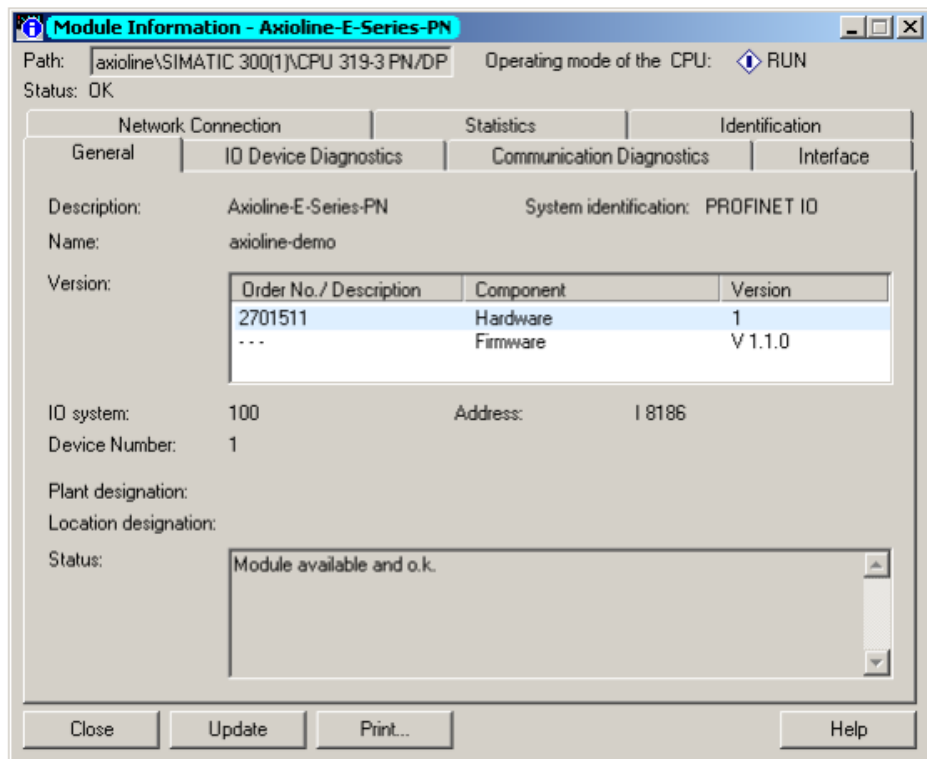 Module Information - Axioline-E-Series-PN
Path: axioline\SIMATIC 300(1)\CPU 319-3 PN/DP Operating mode of the CPU: RUN
Status: OK
Network Connection Statistics Identification
General IO Device Diagnostics Communication Diagnostics Interface
Description: Axioline-E-Series-PN System identification: PROFINET IO
Name: axioline-demo
Version: Order No./ Description Component Version
2701511 Hardware 1
- - - Firmware V 1.1.0
IO system: 100 Address: I 8186
Device Number: 1
Plant designation:
Location designation:
Status: Module available and o.k.
Close Update Print... Help